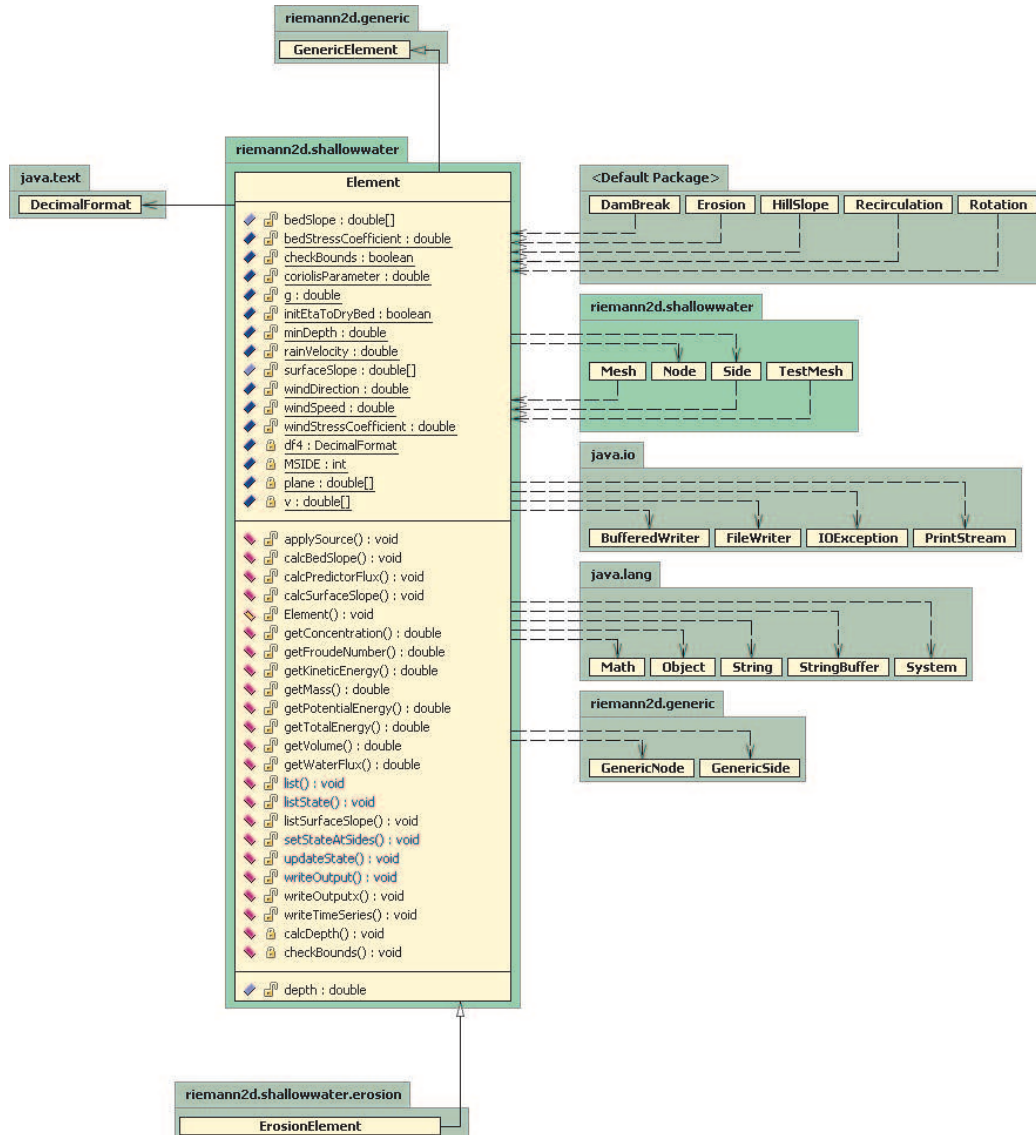 riemann2d.generic
GenericElement
riemann2d.shallowwater
java.text
DecimalFormat
Element
bedSlope : double[]
bedStressCoefficient : double
checkBounds : boolean
coriolisParameter : double
g : double
initEtaToDryBed : boolean
minDepth : double
rainVelocity : double
surfaceSlope : double[]
windDirection : double
windSpeed : double
windStressCoefficient : double
df4 : DecimalFormat
MSIDE : int
plane : double[]
v : double[]
applySource() : void
calcBedSlope() : void
calcPredictorFlux() : void
calcSurfaceSlope() : void
Element() : void
getConcentration() : double
getFroudeNumber() : double
getKineticEnergy() : double
getMass() : double
getPotentialEnergy() : double
getTotalEnergy() : double
getVolume() : double
getWaterFlux() : double
list() : void
listState() : void
listSurfaceSlope() : void
setStateAtSides() : void
updateState() : void
writeOutput() : void
writeOutputx() : void
writeTimeSeries() : void
calcDepth() : void
checkBounds() : void
depth : double
<Default Package>
DamBreak Erosion HillSlope Recirculation Rotation
riemann2d.shallowwater
Mesh Node Side TestMesh
java.io
BufferedWriter FileWriter IOException PrintStream
java.lang
Math Object String StringBuffer System
riemann2d.generic
GenericNode GenericSide
riemann2d.shallowwater.erosion
ErosionElement